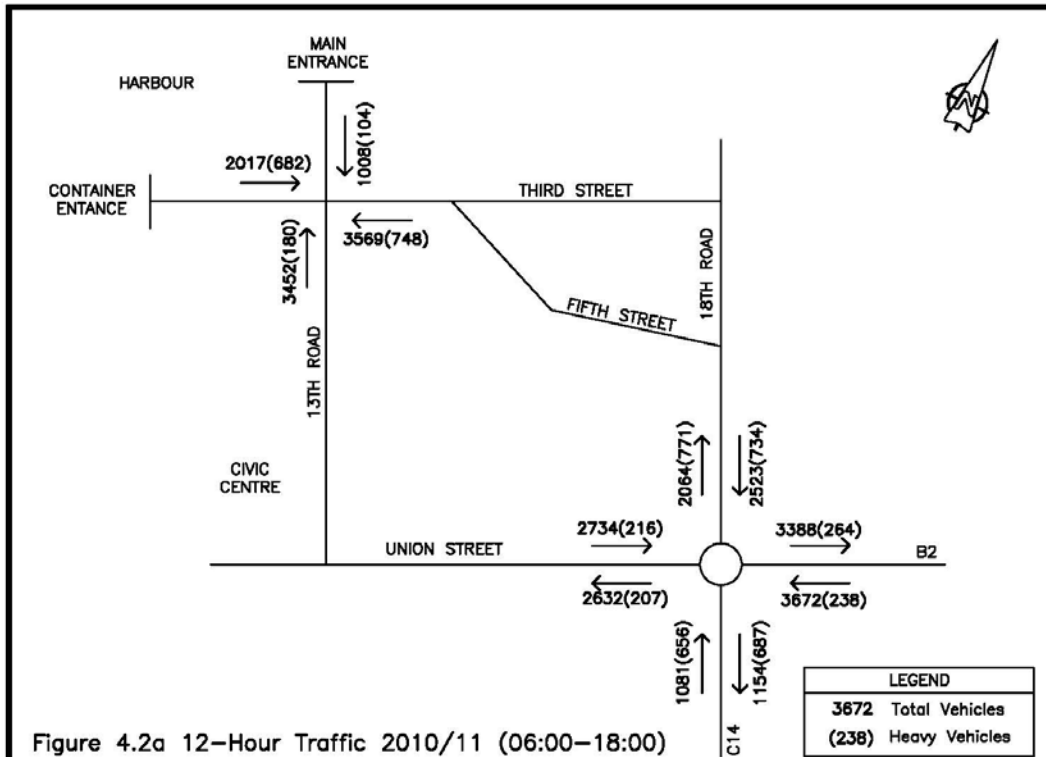 MAIN
ENTRANCE
HARBOUR
1008(104)
2017(682)
CONTAINER
ENTANCE
THIRD STREET
3569(748)
3452(180)
18TH ROAD
FIFTH STREET
13TH ROAD
2064(771)
2523(734)
CIVIC
CENTRE
2734(216)
3388(264)
UNION STREET
B2
2632(207)
3672(238)
1081(656)
1154(687)
C14
LEGEND
3672 Total Vehicles
(238) Heavy Vehicles
Figure 4.2a 12-Hour Traffic 2010/11 (06:00-18:00)
N